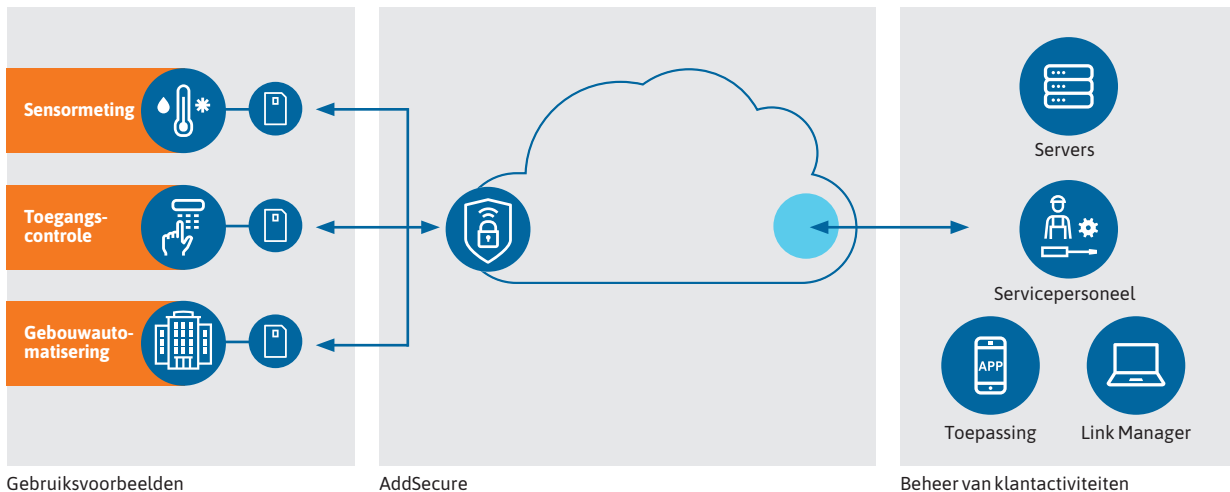 Sensormeting
Toegangs-
controle
Gebouwauto-
matisering
Gebruiksvoorbeelden
AddSecure
Servers
Servicepersoneel
APP
Toepassing
Link Manager
Beheer van klantactiviteiten